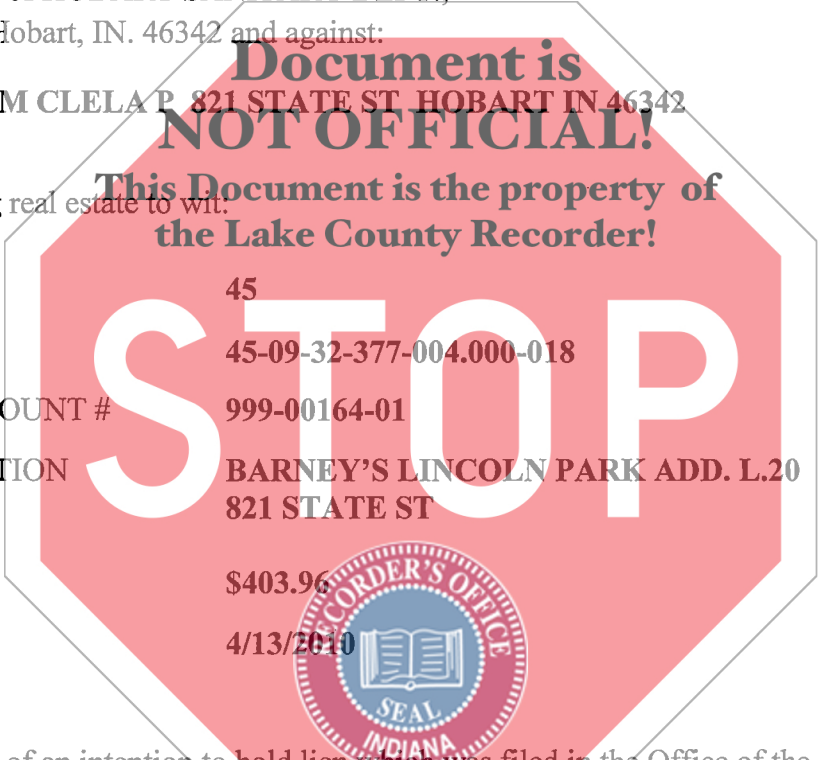 Hobart, IN. 46342 and against:
Document is
M CLELA P 821 STATE ST HOBART IN 46342
NOT OFFICIAL!
This Document is the property of
real estate to wit:
the Lake County Recorder!
45
STOP
45-09-32-377-004.000-018
OUNT # 999-00164-01
TION BARNEY’S LINCOLN PARK ADD. L.20
821 STATE ST
$403.96
4/13/2010
RECORDER'S OFFICE
SEAL
INDIANA
of an intention to hold lien which was filed in the Office of the